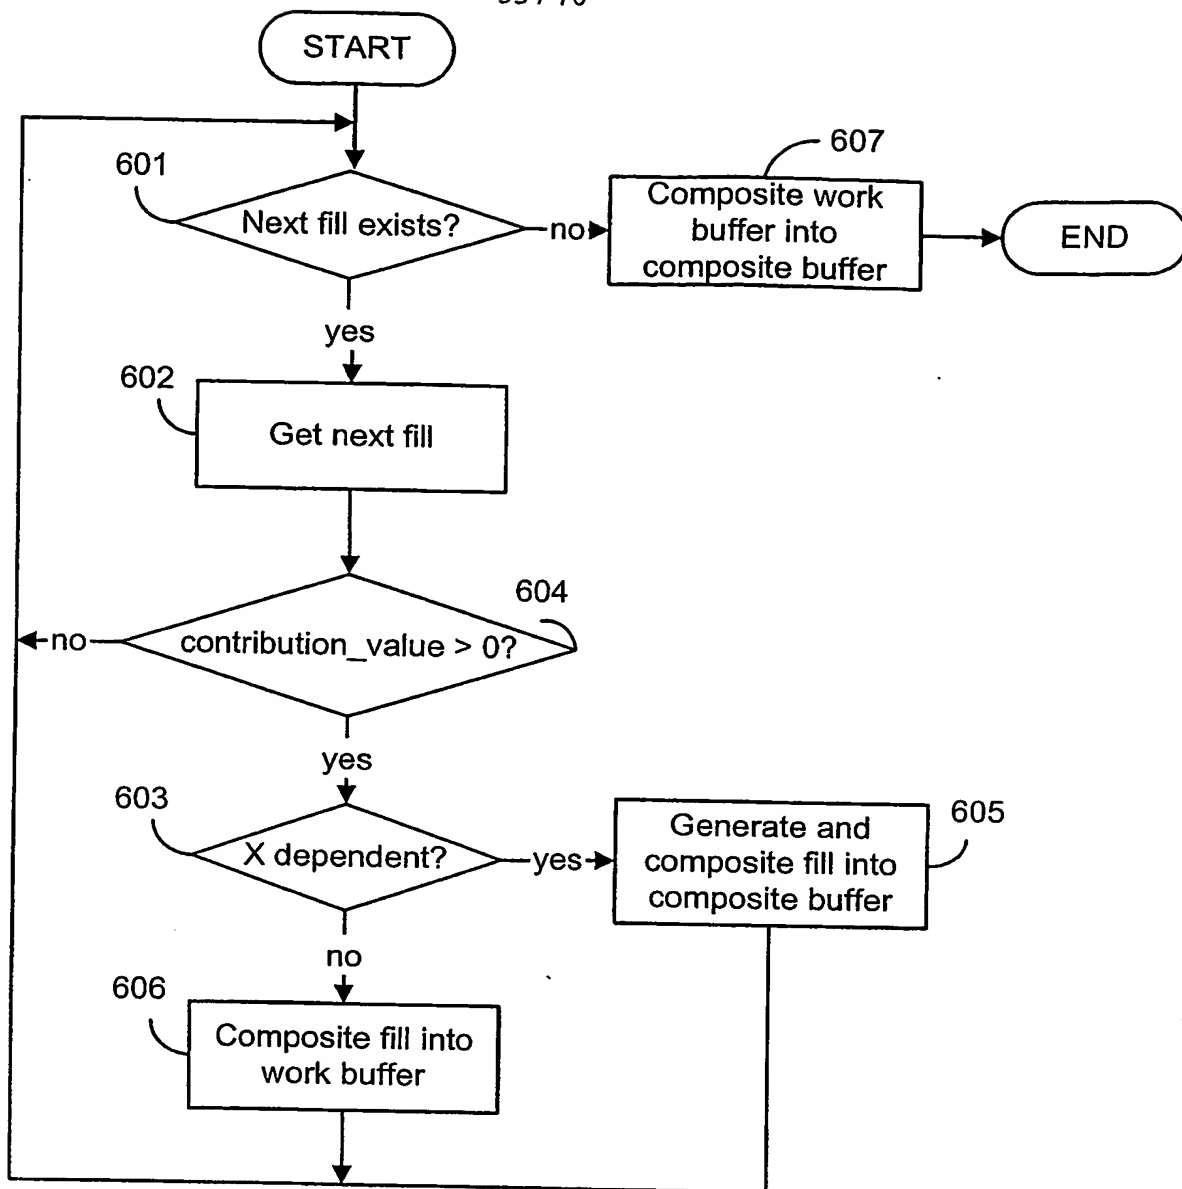 START
601
Next fill exists?
no
607
Composite work
buffer into
composite buffer
END
yes
602
Get next fill
604
contribution_value > 0?
no
yes
603
X dependent?
yes
605
Generate and
composite fill into
composite buffer
no
606
Composite fill into
work buffer